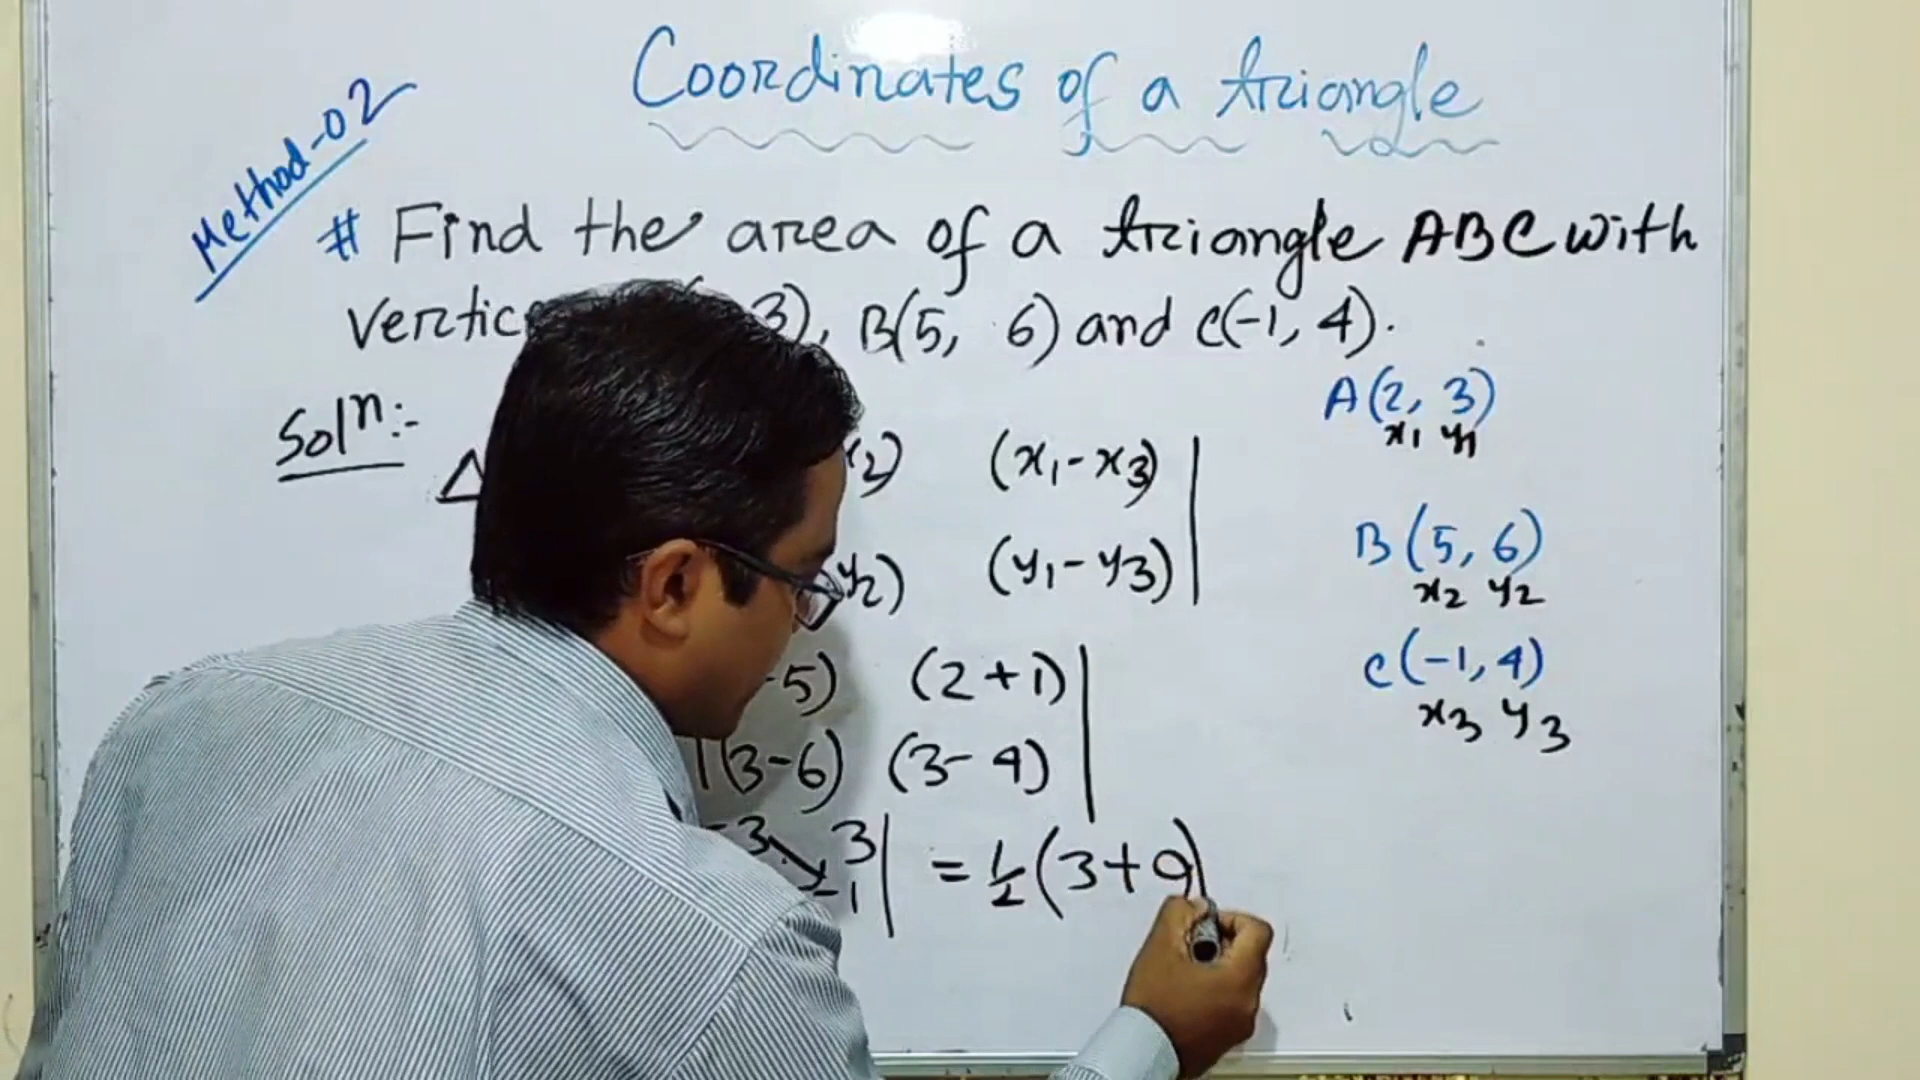 Coordinates of a triangle
Method-02
# Find the area of a triangle ABC with
3), B(5, 6) and C(-1, 4).
Solⁿ:-
A(2, 3)
x₁ y₁
Δ
x₂) (x₁-x₃)
y₂) (y₁-y₃)
B(5, 6)
x₂ y₂
-5) (2+1)
(3-6) (3-4)
C(-1, 4)
x₃ y₃
-3 3
-1
= 1/2 (3+9)